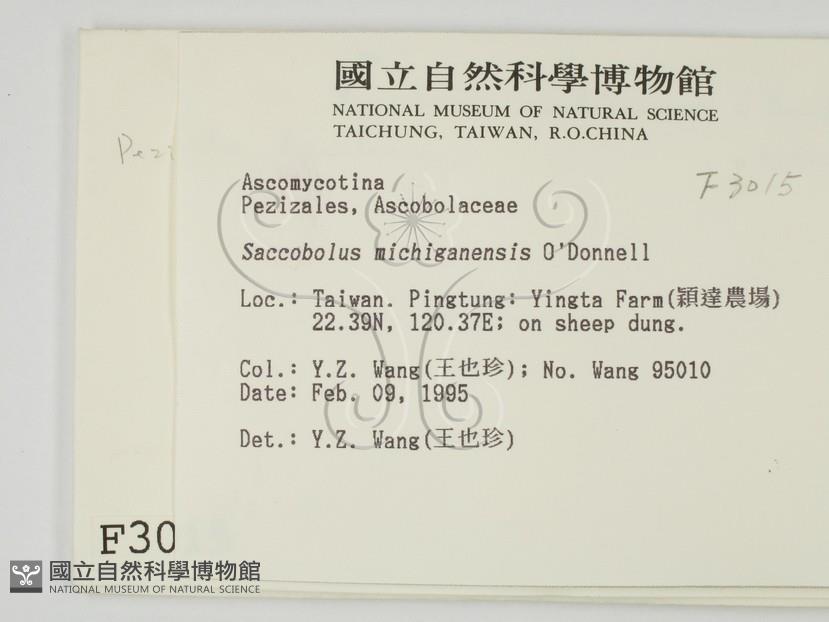 國立自然科學博物館
NATIONAL MUSEUM OF NATURAL SCIENCE
TAICHUNG, TAIWAN, R.O.CHINA
Pezi
F3015
Ascomycotina
Pezizales, Ascobolaceae
Saccobolus michiganensis O'Donnell
Loc.: Taiwan. Pingtung: Yingta Farm(穎達農場)
22.39N, 120.37E; on sheep dung.
Col.: Y.Z. Wang(王也珍); No. Wang 95010
Date: Feb. 09, 1995
Det.: Y.Z. Wang(王也珍)
F30
國立自然科學博物館
NATIONAL MUSEUM OF NATURAL SCIENCE